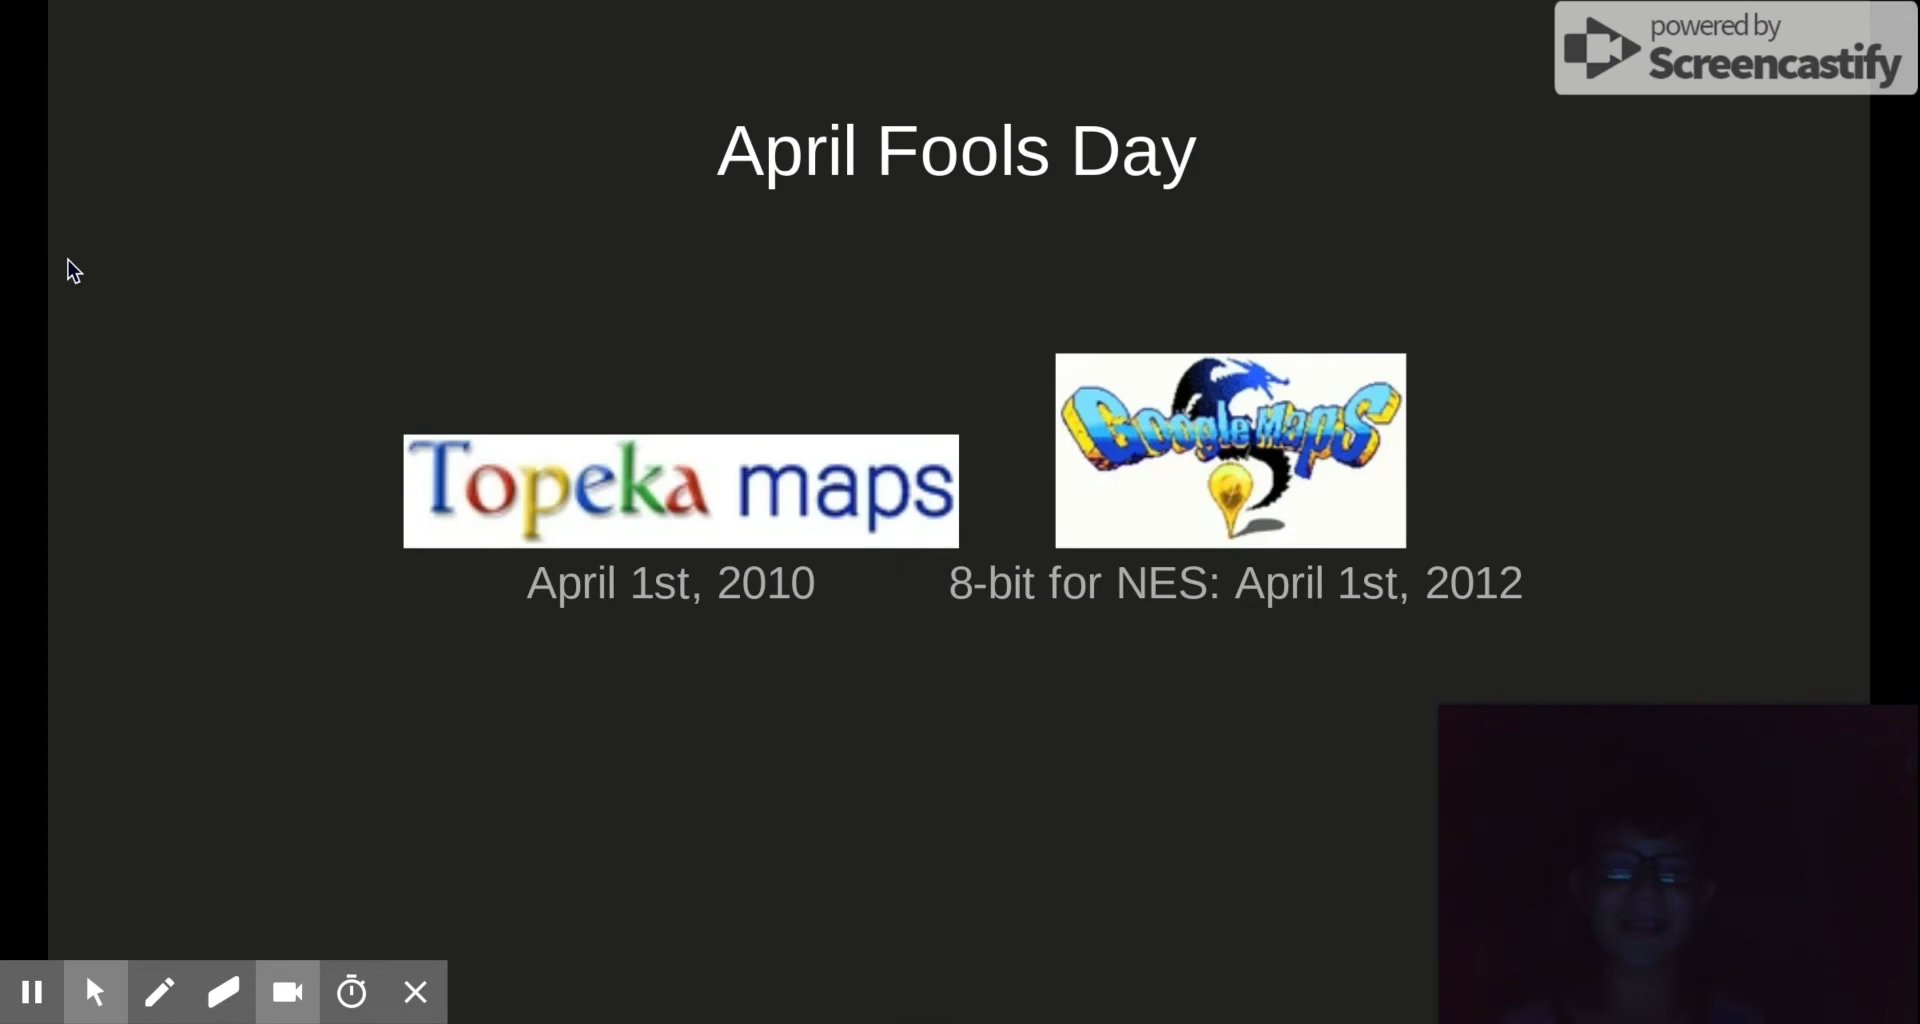 powered by
Screencastify
April Fools Day
Google Maps
Topeka maps
April 1st, 2010
8-bit for NES: April 1st, 2012